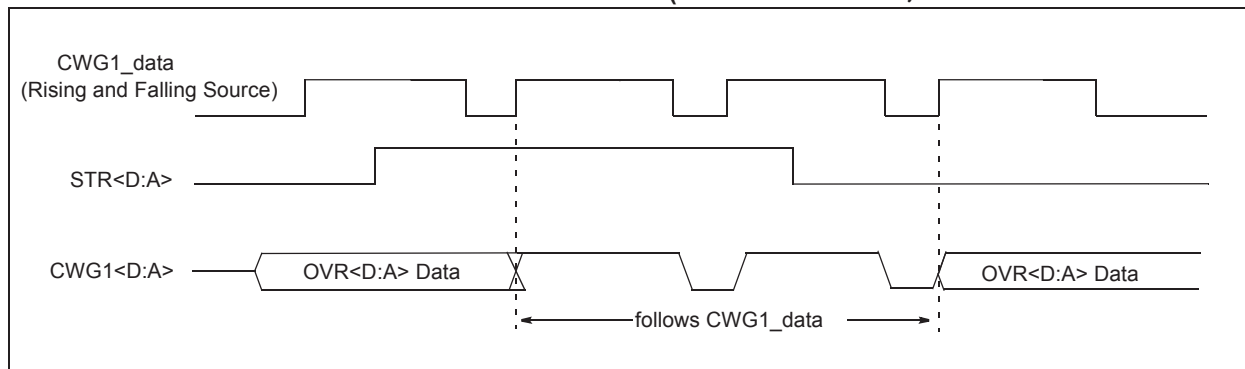 CWG1_data
(Rising and Falling Source)
STR<D:A>
CWG1<D:A>
OVR<D:A> Data
OVR<D:A> Data
follows CWG1_data